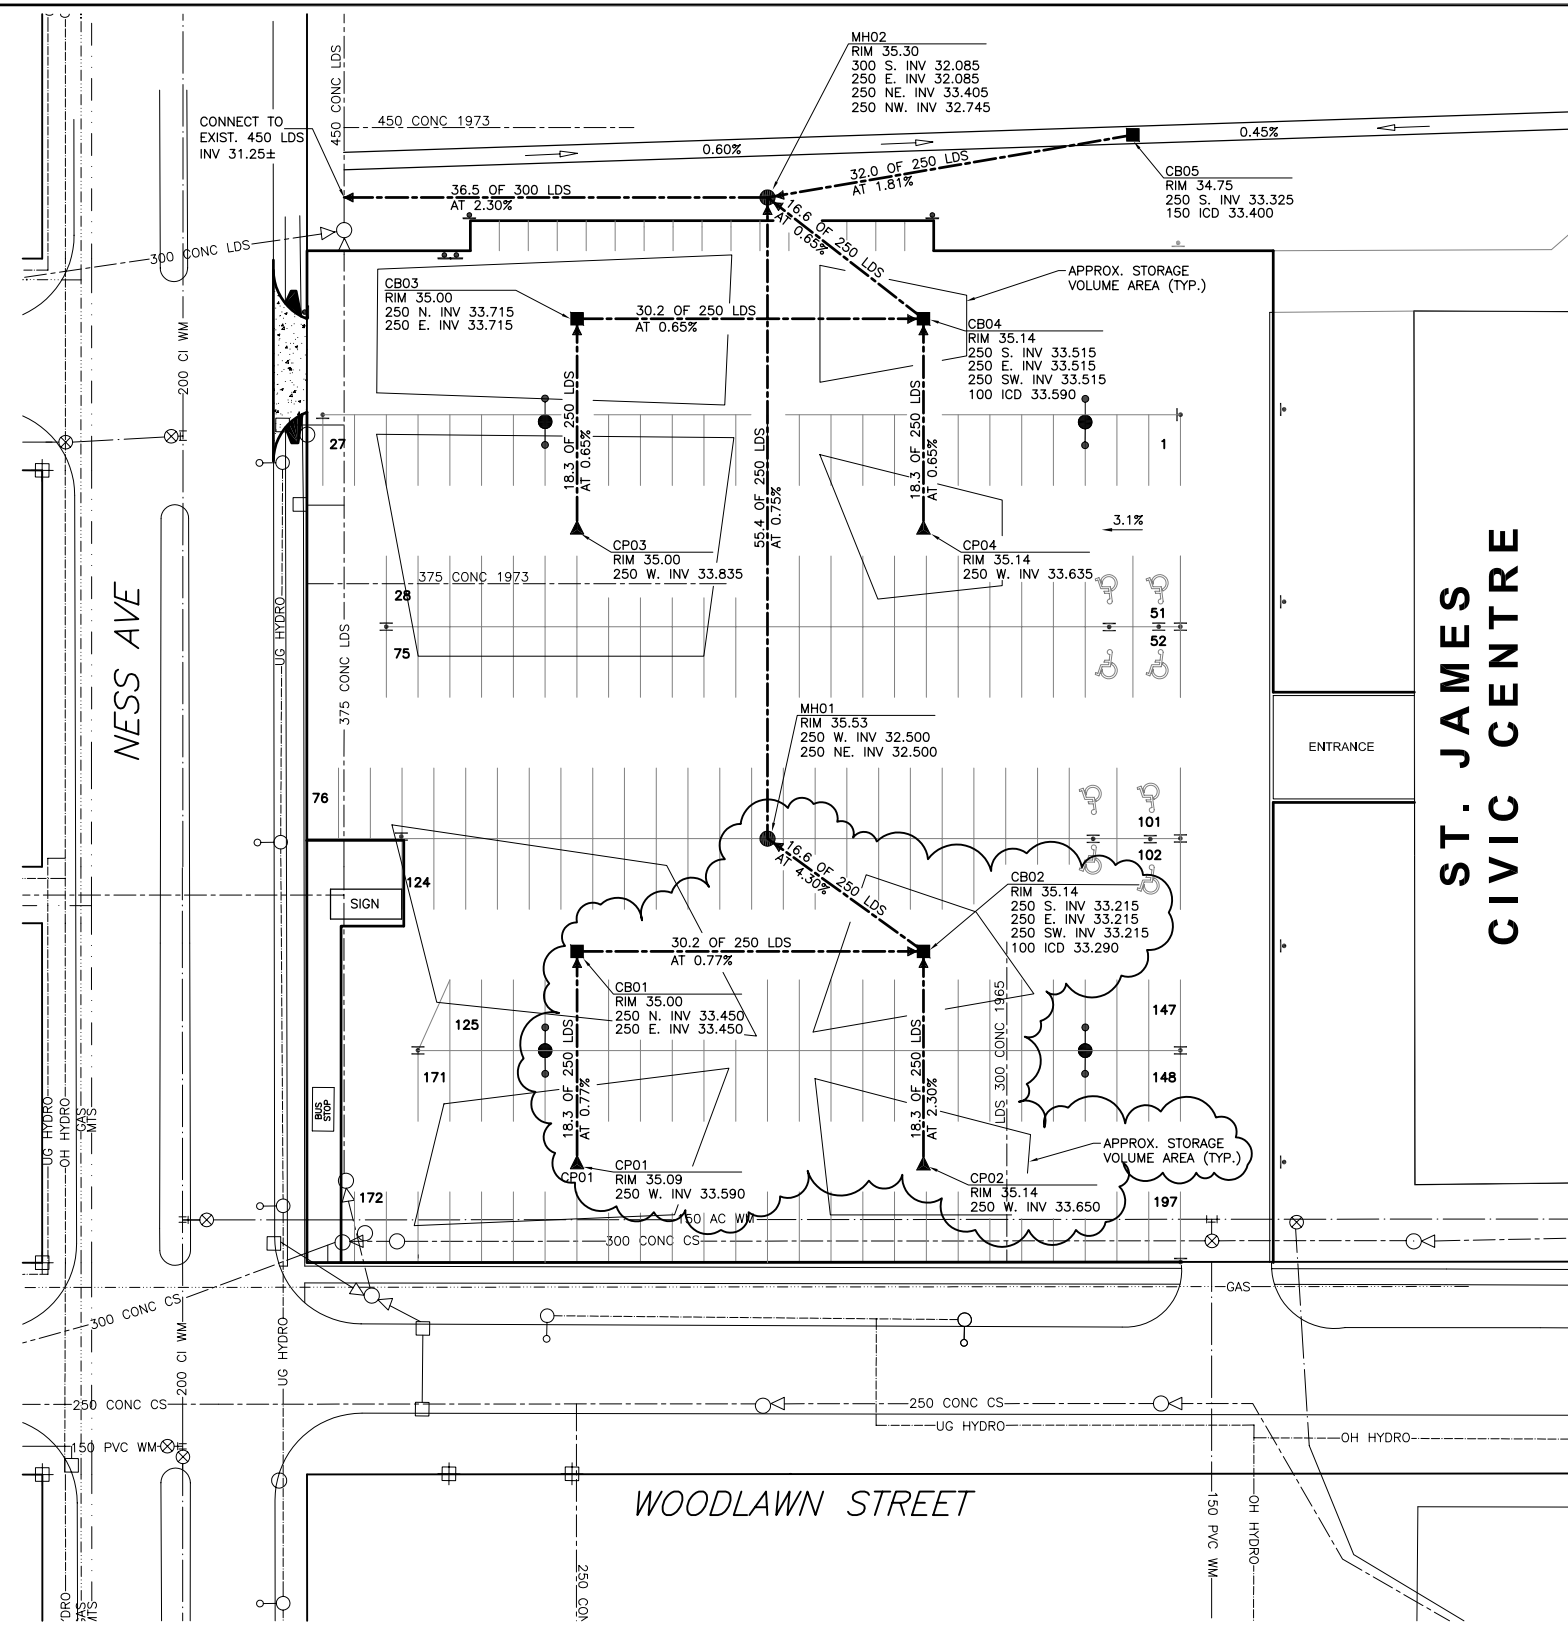 MH02
RIM 35.30
300 S. INV 32.085
250 E. INV 32.085
250 NE. INV 33.405
250 NW. INV 32.745
450 CONC LDS
CONNECT TO
EXIST. 450 LDS
INV 31.25±
450 CONC 1973
0.60%
0.45%
32.0 OF 250 LDS
AT 1.81%
CB05
RIM 34.75
250 S. INV 33.325
150 ICD 33.400
36.5 OF 300 LDS
AT 2.30%
16.6 OF 250 LDS
AT 0.65%
300 CONC LDS
APPROX. STORAGE
VOLUME AREA (TYP.)
CB03
RIM 35.00
250 N. INV 33.715
250 E. INV 33.715
30.2 OF 250 LDS
AT 0.65%
CB04
RIM 35.14
250 S. INV 33.515
250 E. INV 33.515
250 SW. INV 33.515
100 ICD 33.590
200 CI WM
18.3 OF 250 LDS
AT 0.65%
55.4 OF 250 LDS
AT 0.75%
18.3 OF 250 LDS
AT 0.65%
27
1
3.1%
CP03
RIM 35.00
250 W. INV 33.835
CP04
RIM 35.14
250 W. INV 33.635
375 CONC 1973
28
51
75
52
NESS AVE
UG HYDRO
375 CONC LDS
ST. JAMES
CIVIC CENTRE
MH01
RIM 35.53
250 W. INV 32.500
250 NE. INV 32.500
ENTRANCE
76
101
102
16.6 OF 250 LDS
AT 4.30%
124
SIGN
CB02
RIM 35.14
250 S. INV 33.215
250 E. INV 33.215
250 SW. INV 33.215
100 ICD 33.290
30.2 OF 250 LDS
AT 0.77%
CB01
RIM 35.00
250 N. INV 33.450
250 E. INV 33.450
125
147
171
148
LDS 300 CONC 1965
18.3 OF 250 LDS
AT 0.77%
18.3 OF 250 LDS
AT 2.30%
BUS
STOP
UG HYDRO
OH HYDRO
GAS
MTS
APPROX. STORAGE
VOLUME AREA (TYP.)
CP01
CP01
RIM 35.09
250 W. INV 33.590
CP02
RIM 35.14
250 W. INV 33.650
172
197
150 AC WM
300 CONC CS
GAS
300 CONC CS
200 CI WM
UG HYDRO
250 CONC CS
250 CONC CS
UG HYDRO
OH HYDRO
150 PVC WM
WOODLAWN STREET
150 PVC WM
OH HYDRO
250 CON
DRO
GAS
MTS